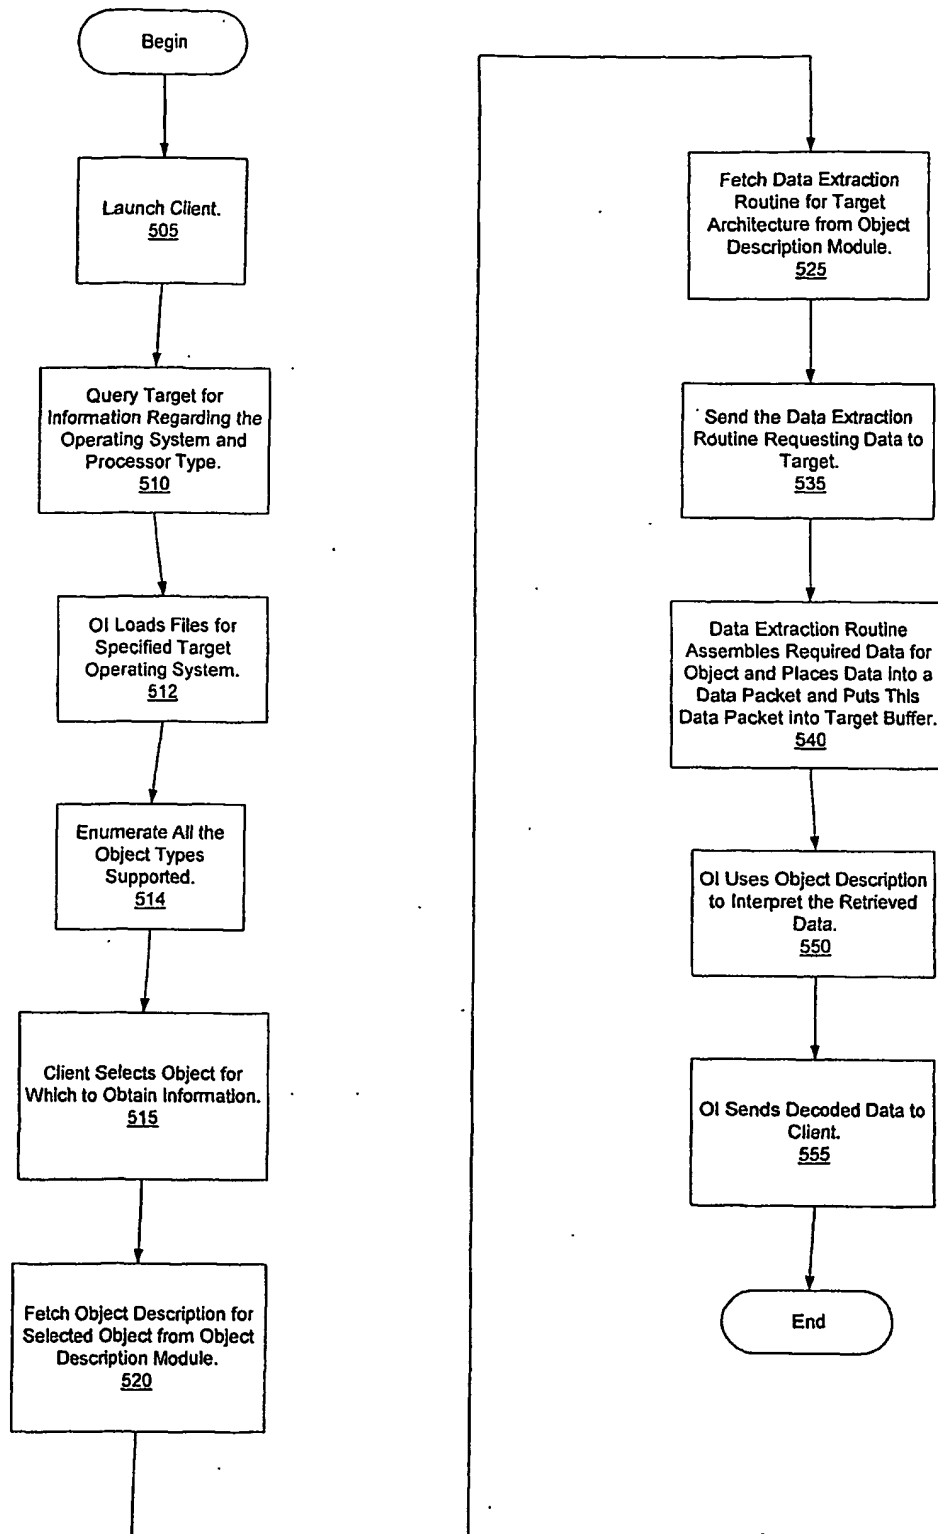 Begin
Launch Client.
505
Query Target for
Information Regarding the
Operating System and
Processor Type.
510
OI Loads Files for
Specified Target
Operating System.
512
Enumerate All the
Object Types
Supported.
514
Client Selects Object for
Which to Obtain Information.
515
Fetch Object Description for
Selected Object from Object
Description Module.
520
Fetch Data Extraction
Routine for Target
Architecture from Object
Description Module.
525
Send the Data Extraction
Routine Requesting Data to
Target.
535
Data Extraction Routine
Assembles Required Data for
Object and Places Data into a
Data Packet and Puts This
Data Packet into Target Buffer.
540
OI Uses Object Description
to Interpret the Retrieved
Data.
550
OI Sends Decoded Data to
Client.
555
End